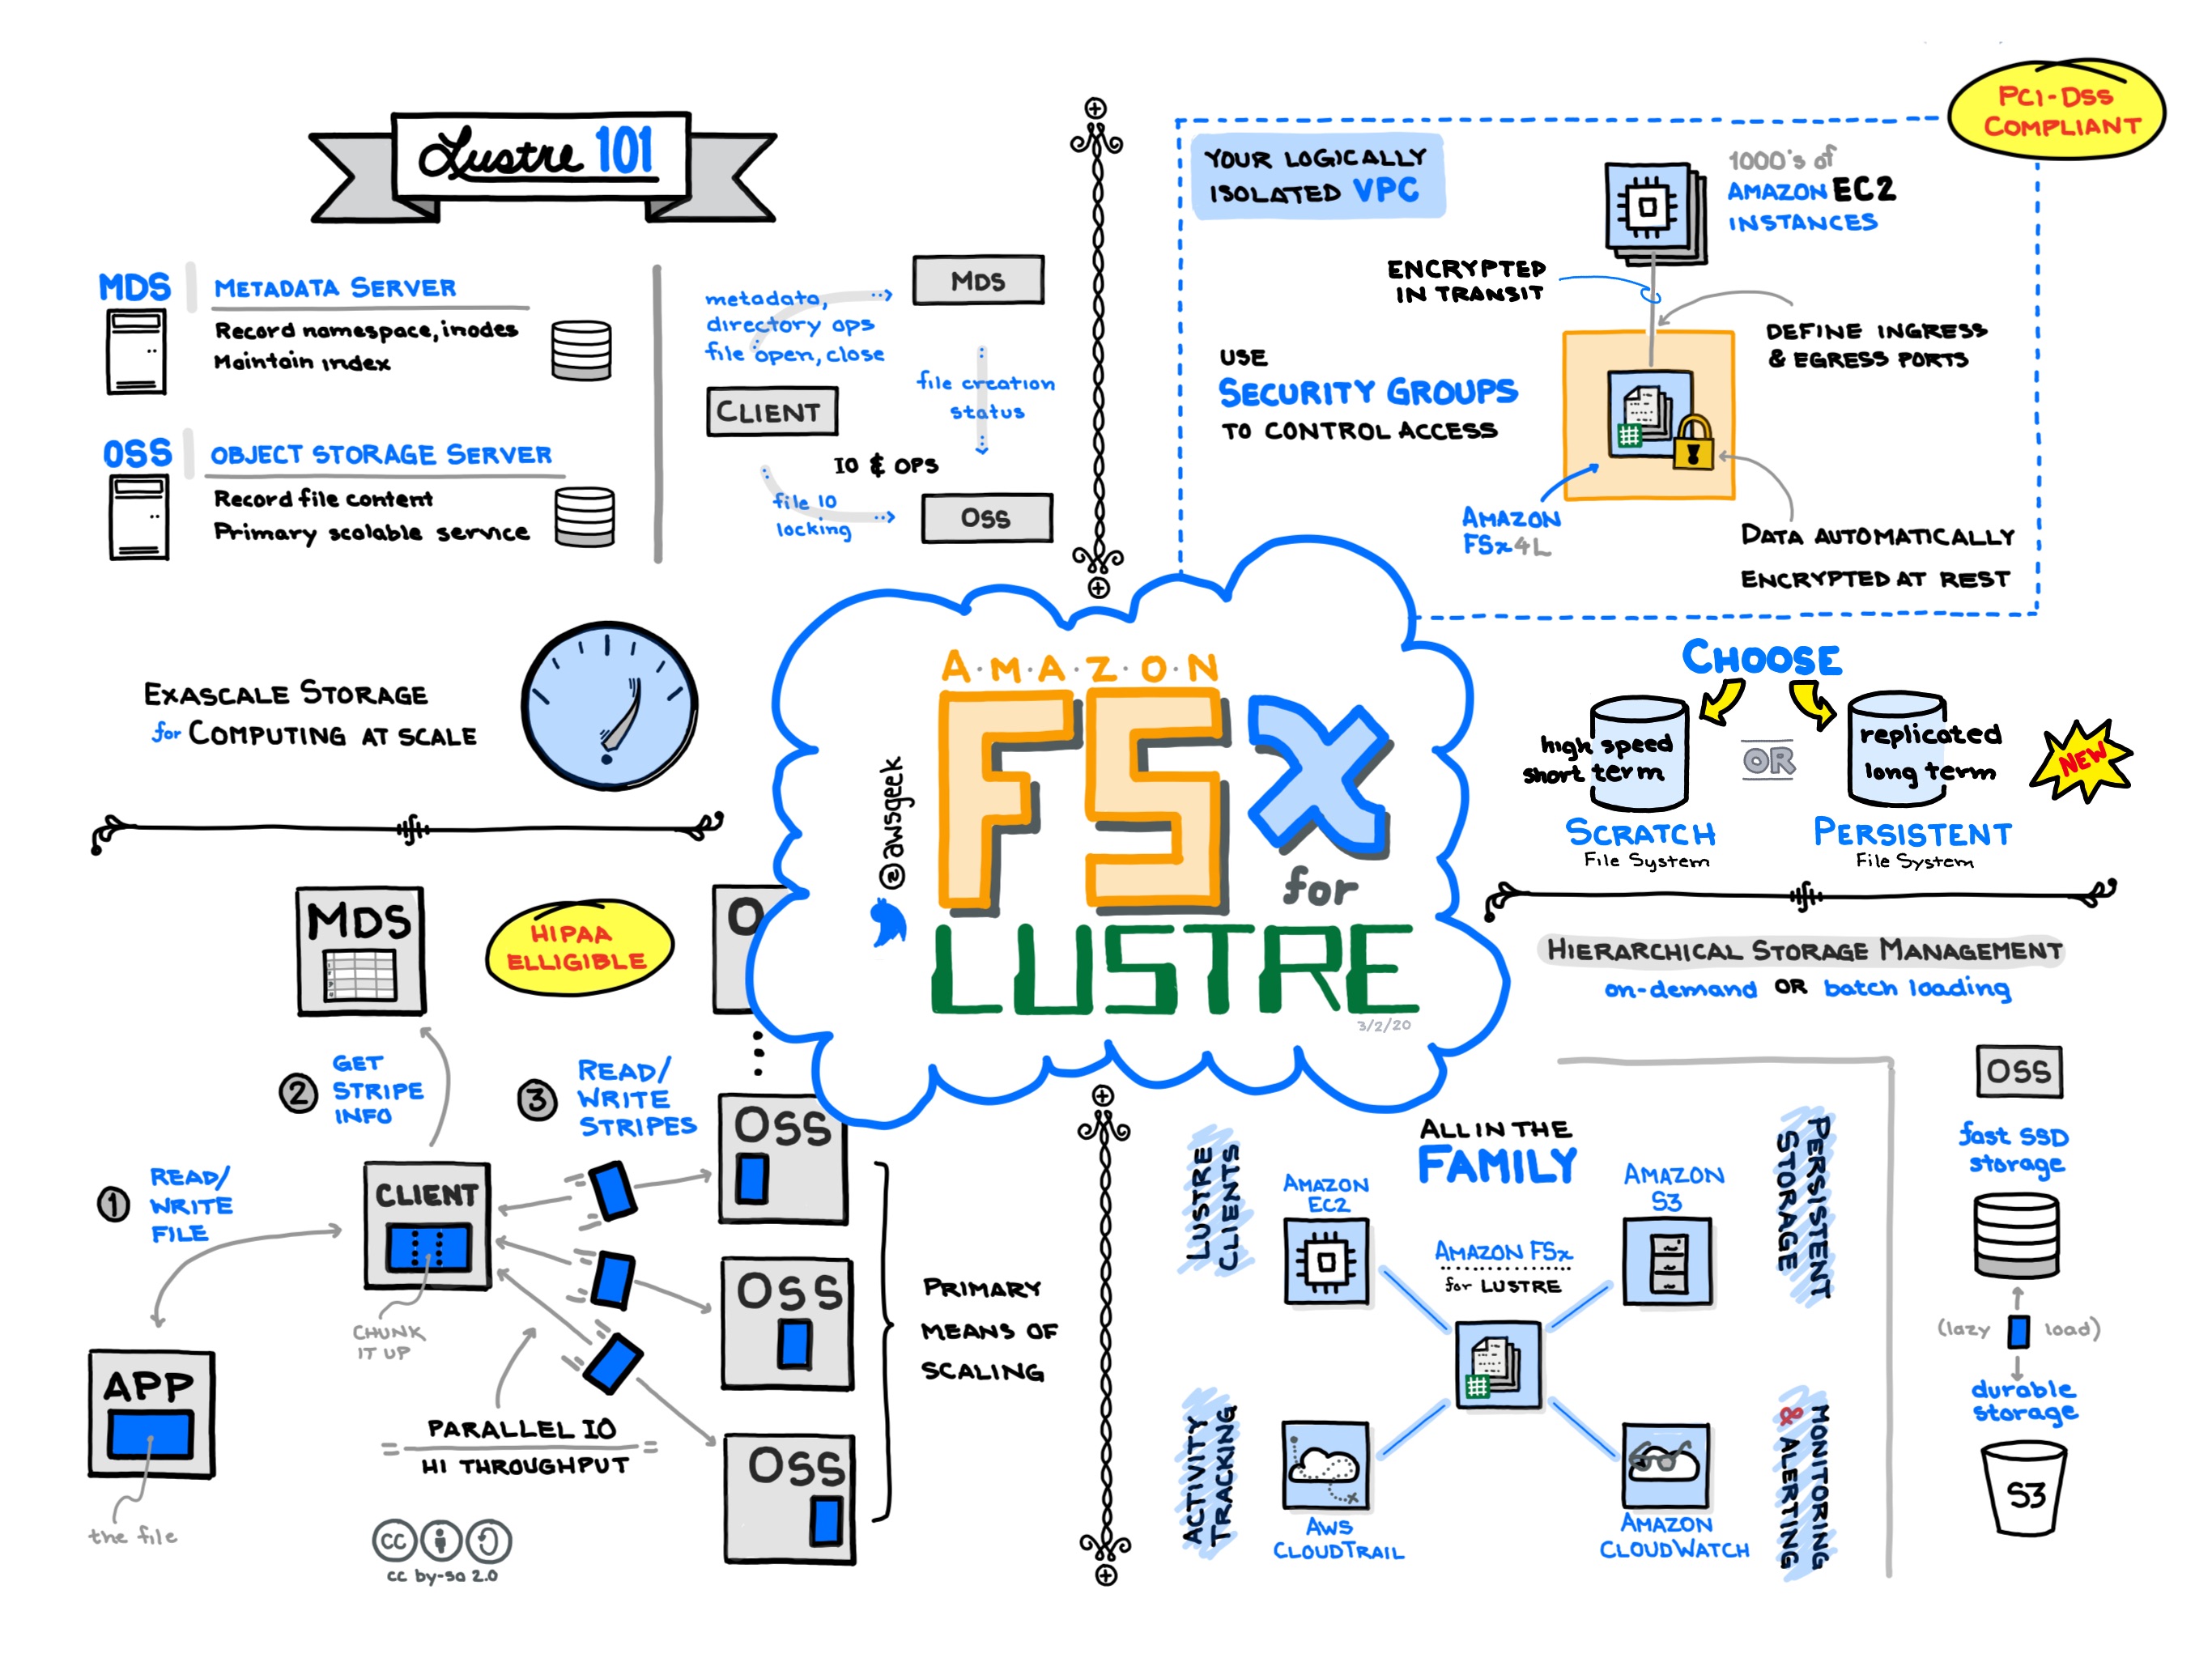 Lustre 101
MDS
METADATA SERVER
Record namespace, inodes
Maintain index
OSS
OBJECT STORAGE SERVER
Record file content
Primary scalable service
metadata,
directory ops
file open, close
MDS
file creation
status
CLIENT
IO & OPS
file IO
locking
OSS
EXASCALE STORAGE
for COMPUTING AT SCALE
PCI-DSS
COMPLIANT
YOUR LOGICALLY
ISOLATED VPC
1000's of
AMAZON EC2
INSTANCES
ENCRYPTED
IN TRANSIT
DEFINE INGRESS
& EGRESS PORTS
USE
SECURITY GROUPS
TO CONTROL ACCESS
AMAZON
FSx4L
DATA AUTOMATICALLY
ENCRYPTED AT REST
A·M·A·Z·O·N
FSx
for
LUSTRE
@awsgeek
3/2/20
CHOOSE
high speed
short term
OR
replicated
long term
NEW
SCRATCH
File System
PERSISTENT
File System
MDS
HIPAA
ELLIGIBLE
O
2
GET
STRIPE
INFO
3
READ/
WRITE
STRIPES
1
READ/
WRITE
FILE
CLIENT
CHUNK
IT UP
APP
the file
OSS
OSS
OSS
PARALLEL IO
HI THROUGHPUT
PRIMARY
MEANS OF
SCALING
cc
cc by-sa 2.0
HIERARCHICAL STORAGE MANAGEMENT
on-demand OR batch loading
ALL IN THE
FAMILY
LUSTRE
CLIENTS
AMAZON
EC2
AMAZON
S3
PERSISTENT
STORAGE
AMAZON FSx
for LUSTRE
ACTIVITY
TRACKING
AWS
CLOUDTRAIL
AMAZON
CLOUDWATCH
MONITORING
& ALERTING
OSS
fast SSD
storage
(lazy load)
durable
storage
S3